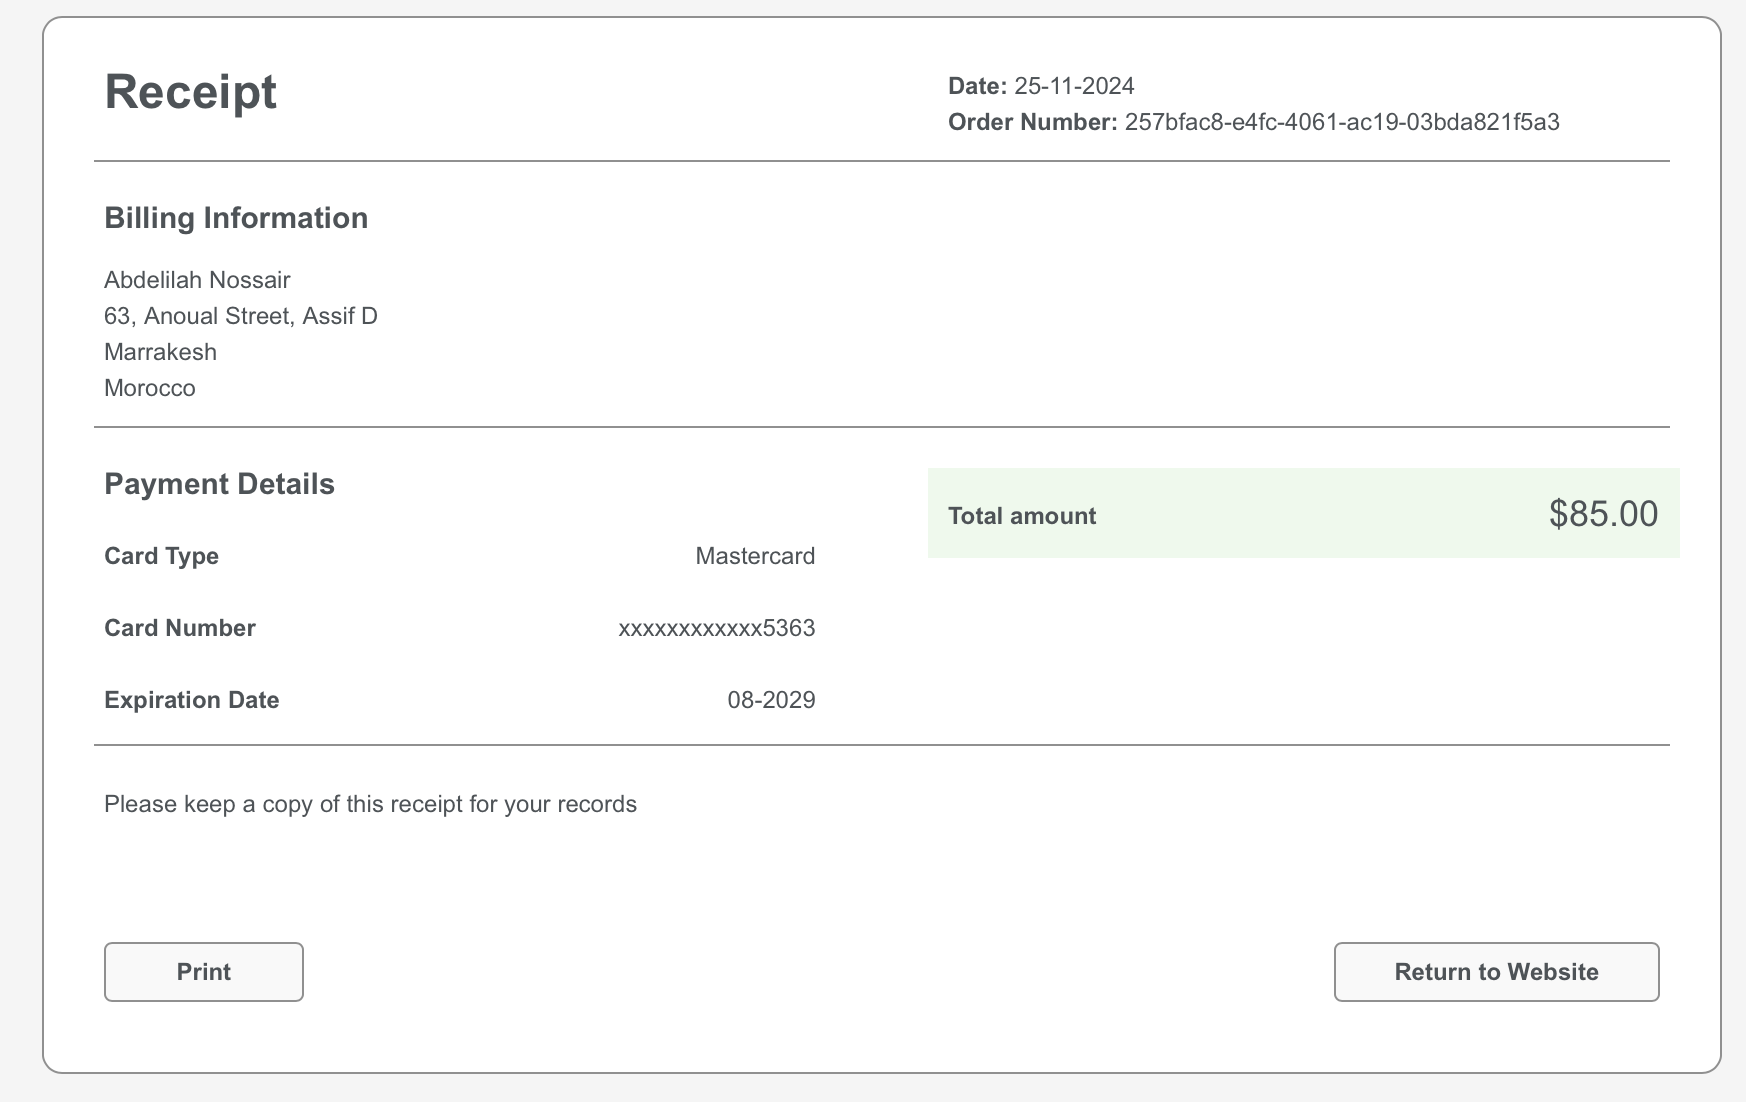 Receipt
Date: 25-11-2024
Order Number: 257bfac8-e4fc-4061-ac19-03bda821f5a3
Billing Information
Abdelilah Nossair
63, Anoual Street, Assif D
Marrakesh
Morocco
Payment Details
Total amount $85.00
Card Type Mastercard
Card Number xxxxxxxxxxxx5363
Expiration Date 08-2029
Please keep a copy of this receipt for your records
Print Return to Website